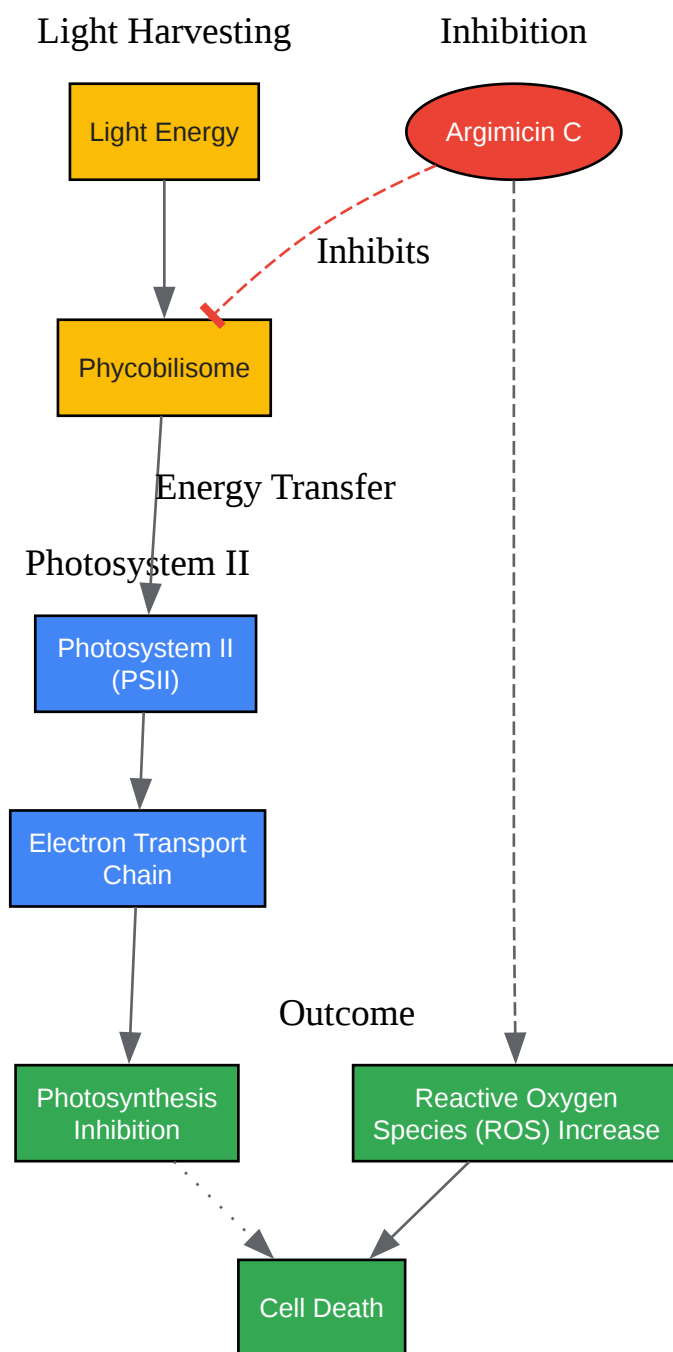 Light Harvesting
Inhibition
Light Energy
Argimicin C
Inhibits
Phycobilisome
Energy Transfer
Photosystem II
Photosystem II
(PSII)
Electron Transport
Chain
Outcome
Photosynthesis
Inhibition
Reactive Oxygen
Species (ROS) Increase
Cell Death